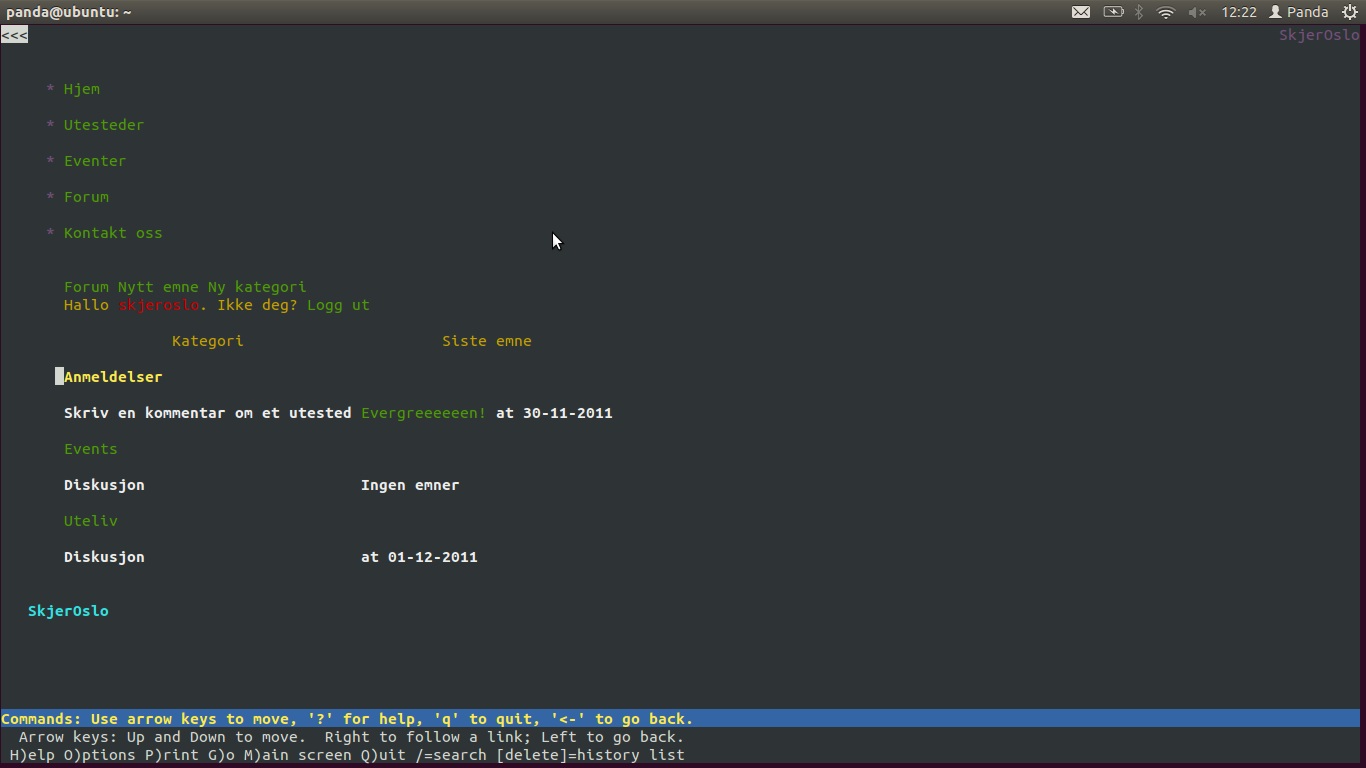 panda@ubuntu: ~ 12:22 Panda
<<< SkjerOslo
* Hjem
* Utesteder
* Eventer
* Forum
* Kontakt oss
Forum Nytt emne Ny kategori
Hallo skjeroslo. Ikke deg? Logg ut
Kategori Siste emne
Anmeldelser
Skriv en kommentar om et utested Evergreeeeeen! at 30-11-2011
Events
Diskusjon Ingen emner
Uteliv
Diskusjon at 01-12-2011
SkjerOslo
Commands: Use arrow keys to move, '?' for help, 'q' to quit, '<-' to go back.
Arrow keys: Up and Down to move.  Right to follow a link; Left to go back.
H)elp O)ptions P)rint G)o M)ain screen Q)uit /=search [delete]=history list